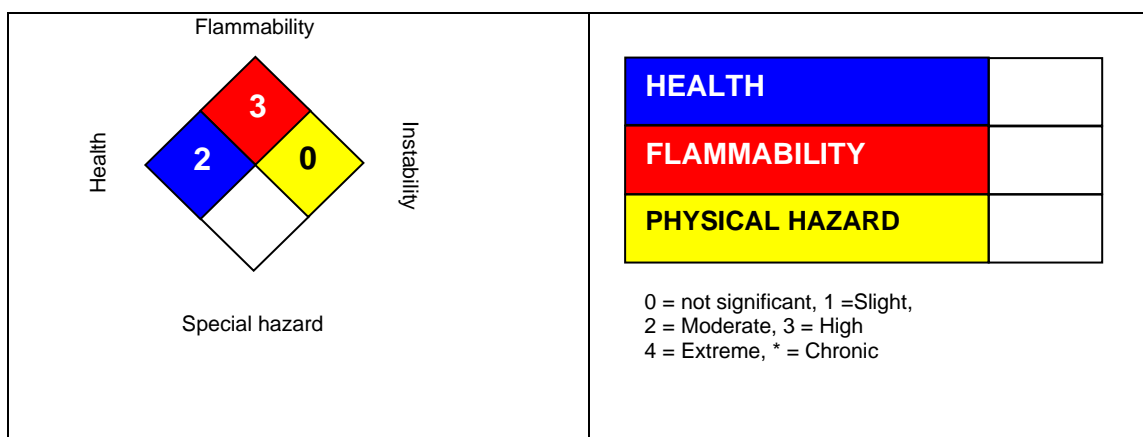 Flammability
3
Health
2
0
Instability
Special hazard
HEALTH
FLAMMABILITY
PHYSICAL HAZARD
0 = not significant, 1 =Slight,
2 = Moderate, 3 = High
4 = Extreme, * = Chronic